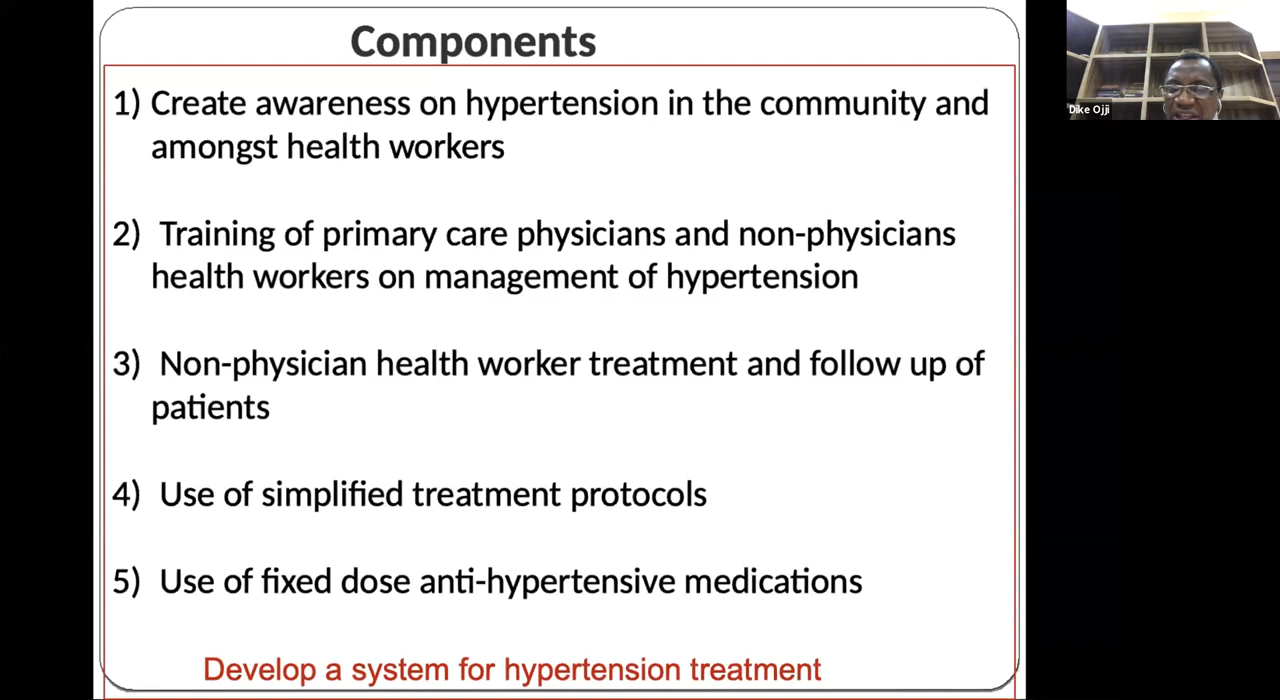 Components
1) Create awareness on hypertension in the community and
amongst health workers
2) Training of primary care physicians and non-physicians
health workers on management of hypertension
3) Non-physician health worker treatment and follow up of
patients
4) Use of simplified treatment protocols
5) Use of fixed dose anti-hypertensive medications
Develop a system for hypertension treatment
Dike Ojji